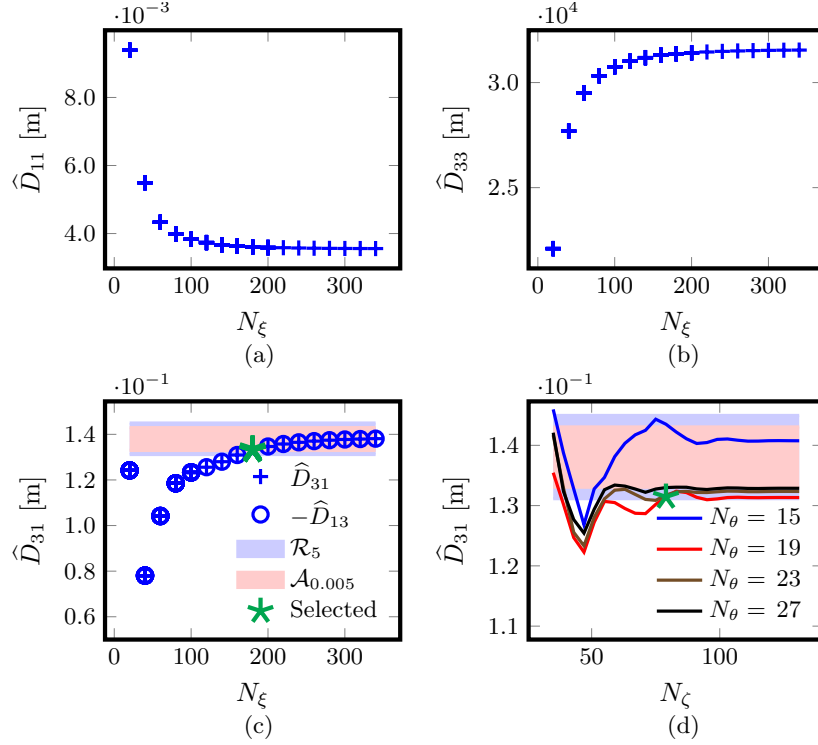 ·10⁻³
8.0
6.0
4.0
D̂₁₁ [m]
0 100 200 300
N_ξ
(a)
·10⁴
3.0
2.5
D̂₃₃ [m]
0 100 200 300
N_ξ
(b)
·10⁻¹
1.4
1.2
1.0
0.8
0.6
D̂₃₁ [m]
D̂₃₁
−D̂₁₃
ℛ₅
𝒜₀.₀₀₅
Selected
0 100 200 300
N_ξ
(c)
·10⁻¹
1.4
1.3
1.2
1.1
D̂₃₁ [m]
N_θ = 15
N_θ = 19
N_θ = 23
N_θ = 27
50 100
N_ζ
(d)